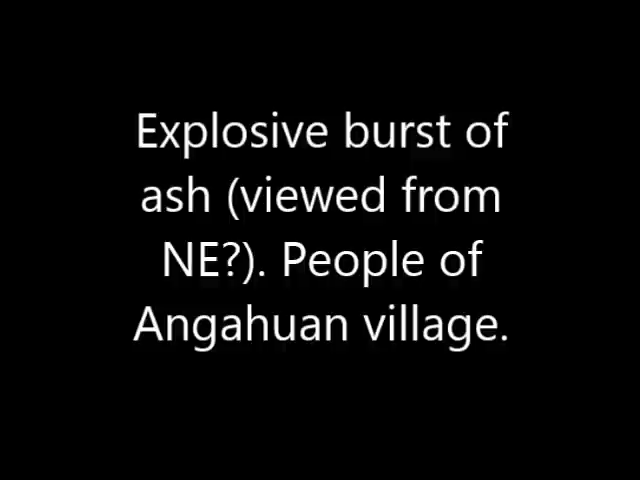 Explosive burst of
ash (viewed from
NE?). People of
Angahuan village.